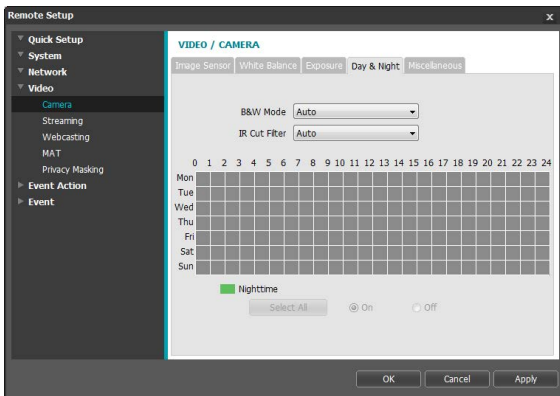 Remote Setup
x
Quick Setup
System
Network
Video
Camera
Streaming
Webcasting
MAT
Privacy Masking
Event Action
Event
VIDEO / CAMERA
Image Sensor White Balance Exposure Day & Night Miscellaneous
B&W Mode Auto
IR Cut Filter Auto
0 1 2 3 4 5 6 7 8 9 10 11 12 13 14 15 16 17 18 19 20 21 22 23 24
Mon
Tue
Wed
Thu
Fri
Sat
Sun
Nighttime
Select All On Off
OK Cancel Apply